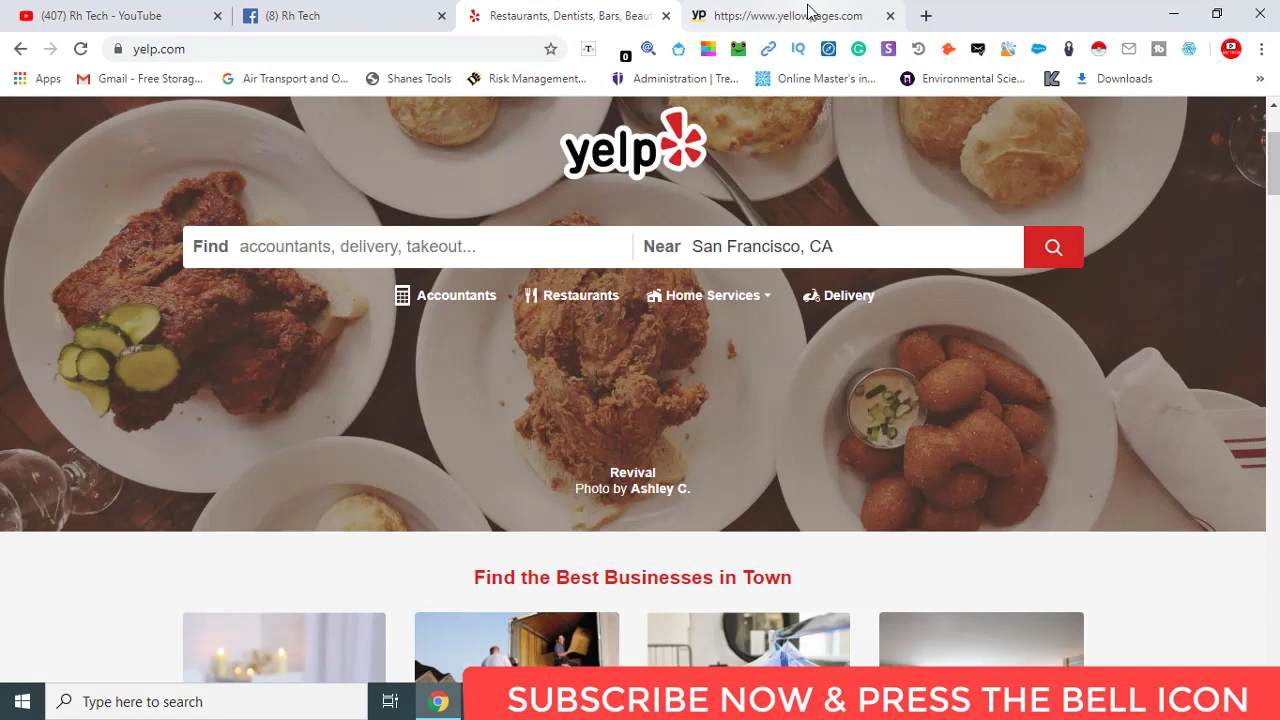 (407) Rh Tech - YouTube
(8) Rh Tech
Restaurants, Dentists, Bars, Beaut
yp
https://www.yellowpages.com
yelp.com
0
Apps
Gmail - Free Storag...
Air Transport and O...
Shanes Tools
Risk Management...
Administration | Tre...
Online Master's in...
Environmental Scie...
Downloads
yelp
Find accountants, delivery, takeout...
Near San Francisco, CA
Accountants
Restaurants
Home Services
Delivery
Revival
Photo by Ashley C.
Find the Best Businesses in Town
Type here to search
SUBSCRIBE NOW & PRESS THE BELL ICON